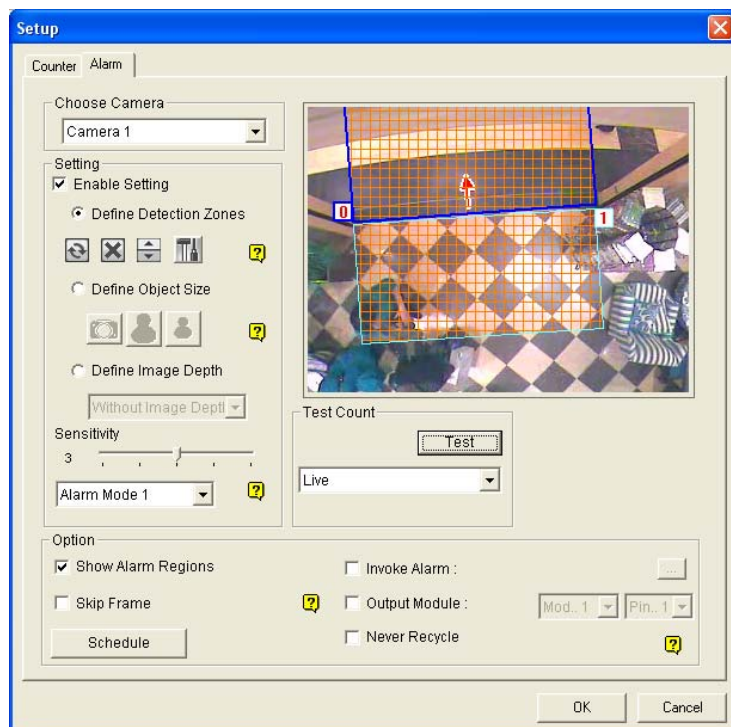 Setup
Counter
Alarm
Choose Camera
Camera 1
Setting
Enable Setting
Define Detection Zones
?
Define Object Size
?
Define Image Depth
Without Image Dept
Sensitivity
3
Alarm Mode 1
?
0
1
Test Count
Test
Live
Option
Show Alarm Regions
Invoke Alarm :
...
Skip Frame
?
Output Module :
Mod.. 1
Pin.. 1
Schedule
Never Recycle
?
OK
Cancel